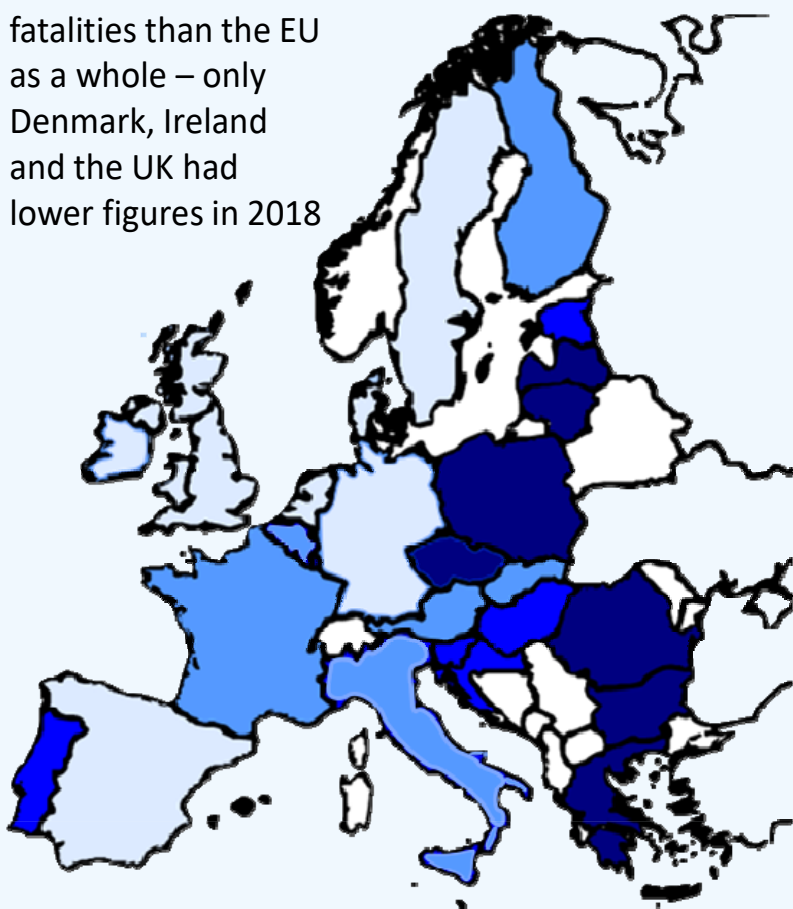 fatalities than the EU
as a whole – only
Denmark, Ireland
and the UK had
lower figures in 2018